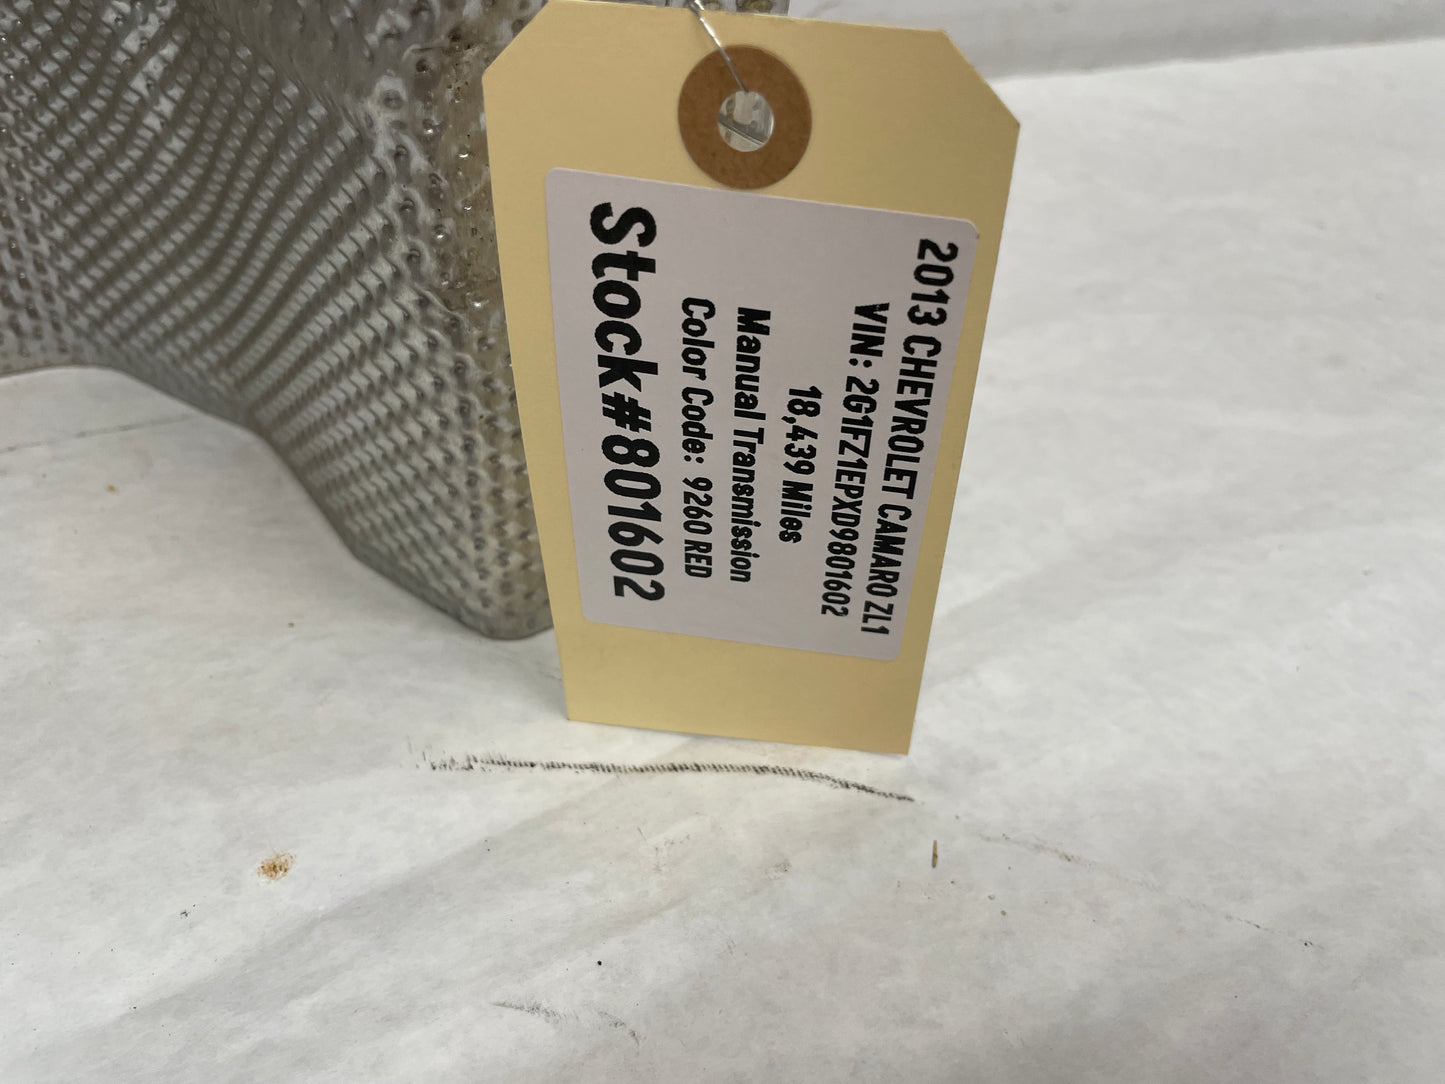 2013 CHEVROLET CAMARO ZL1
VIN: 2G1FZ1EPXD9801602
18,439 Miles
Manual Transmission
Color Code: 9260 RED
Stock#801602